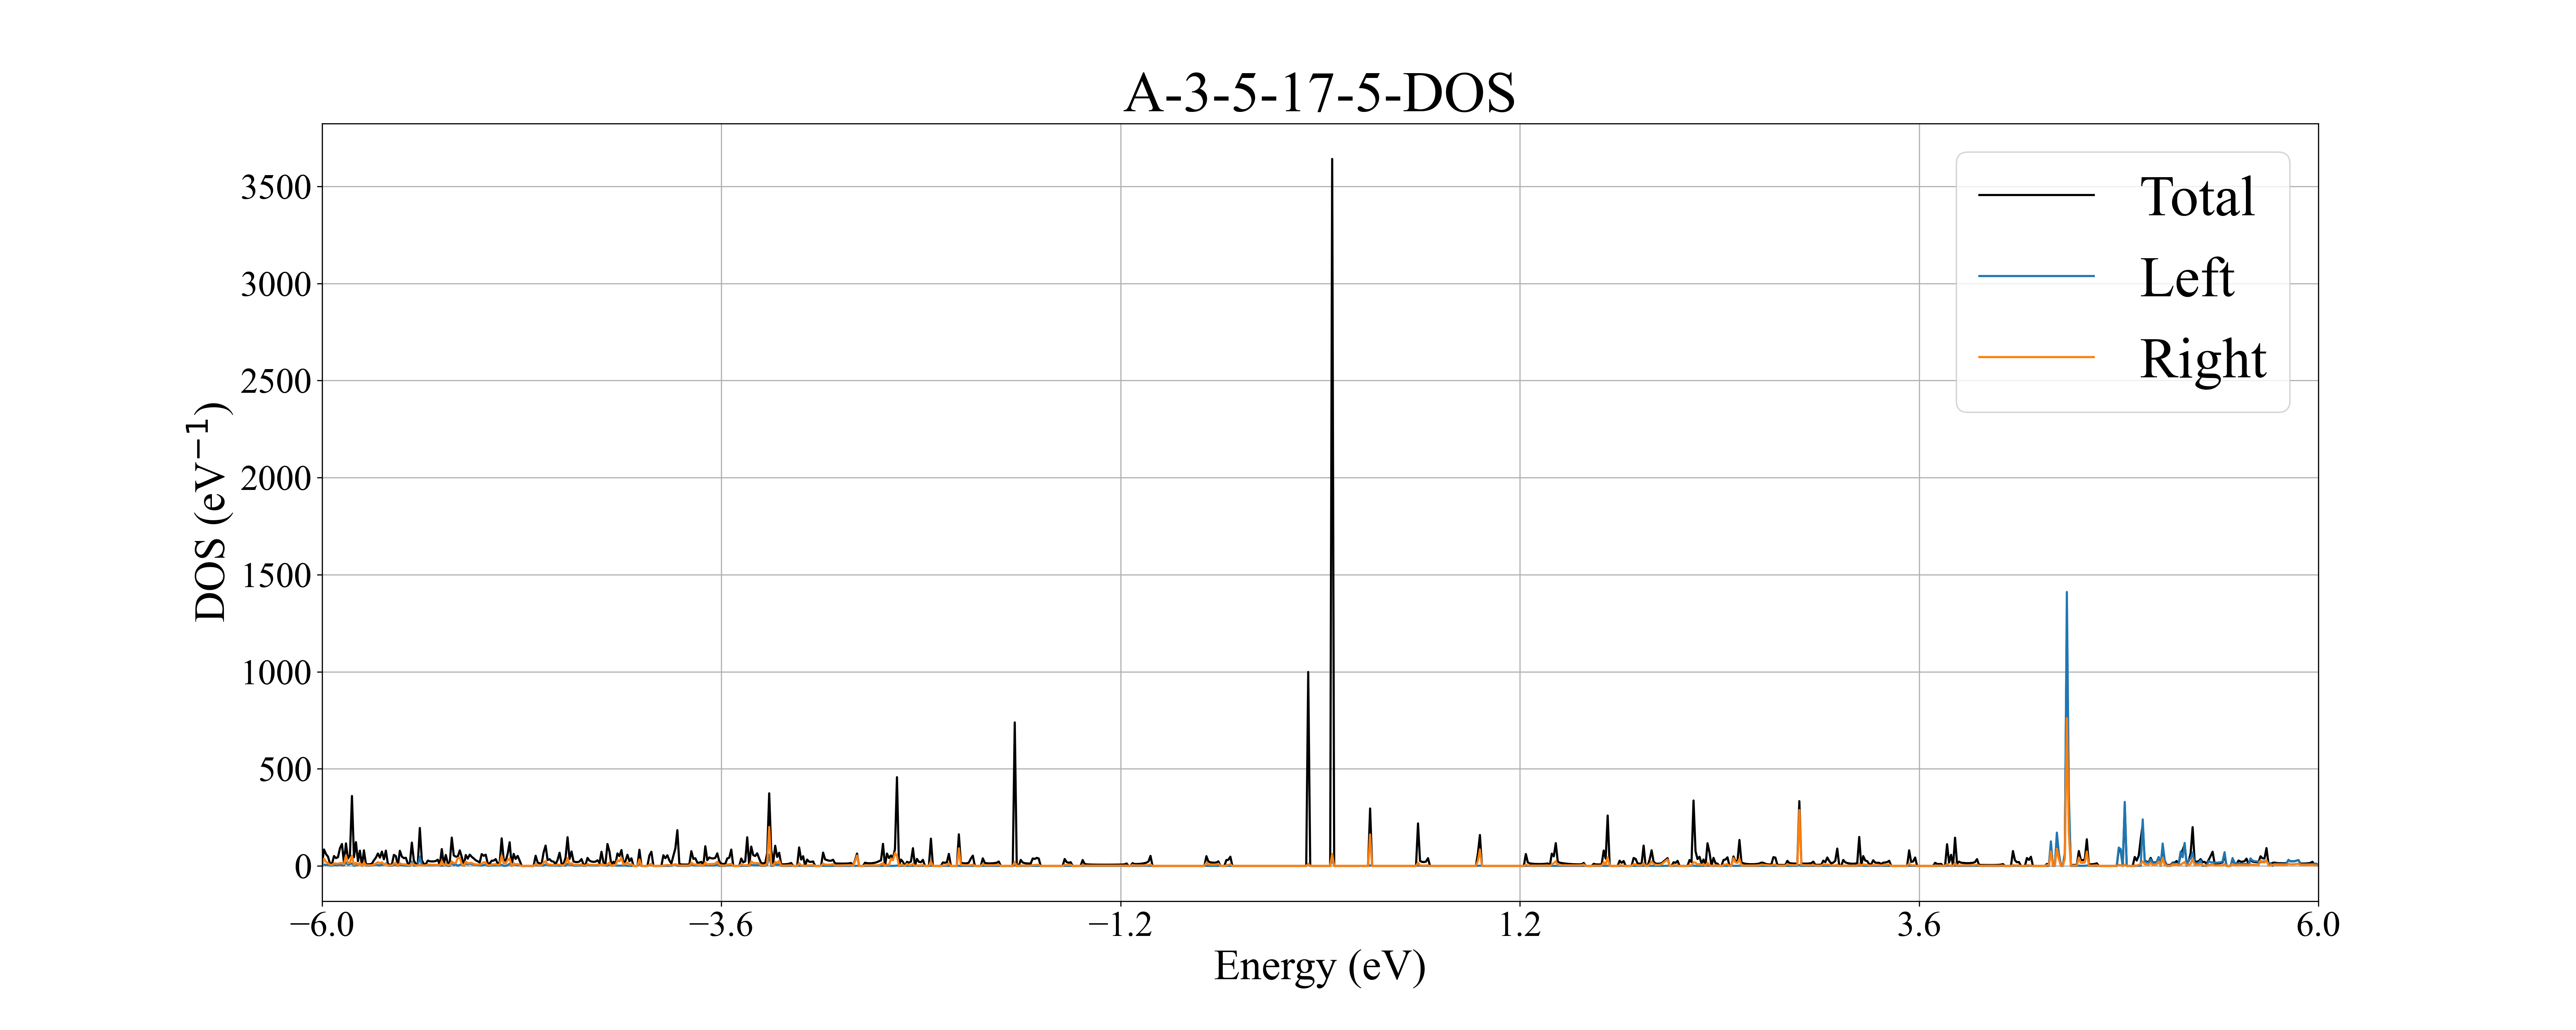 A-3-5-17-5-DOS
Total
Left
Right
3500
3000
2500
2000
1500
1000
500
0
DOS (eV⁻¹)
−6.0 −3.6 −1.2 1.2 3.6 6.0
Energy (eV)